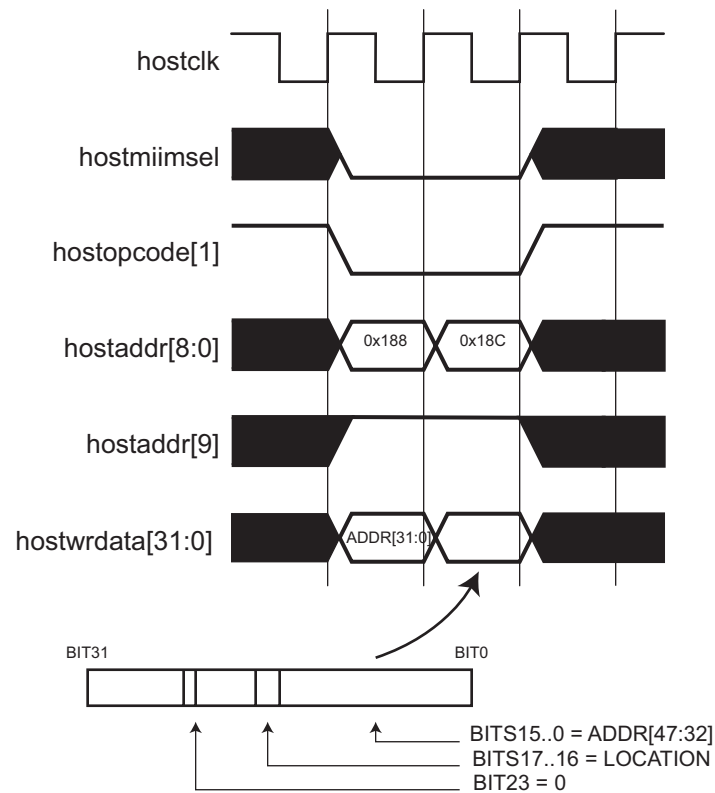 hostclk
hostmiimsel
hostopcode[1]
hostaddr[8:0]
0x188
0x18C
hostaddr[9]
hostwrdata[31:0]
ADDR[31:0]
BIT31
BIT0
BITS15..0 = ADDR[47:32]
BITS17..16 = LOCATION
BIT23 = 0